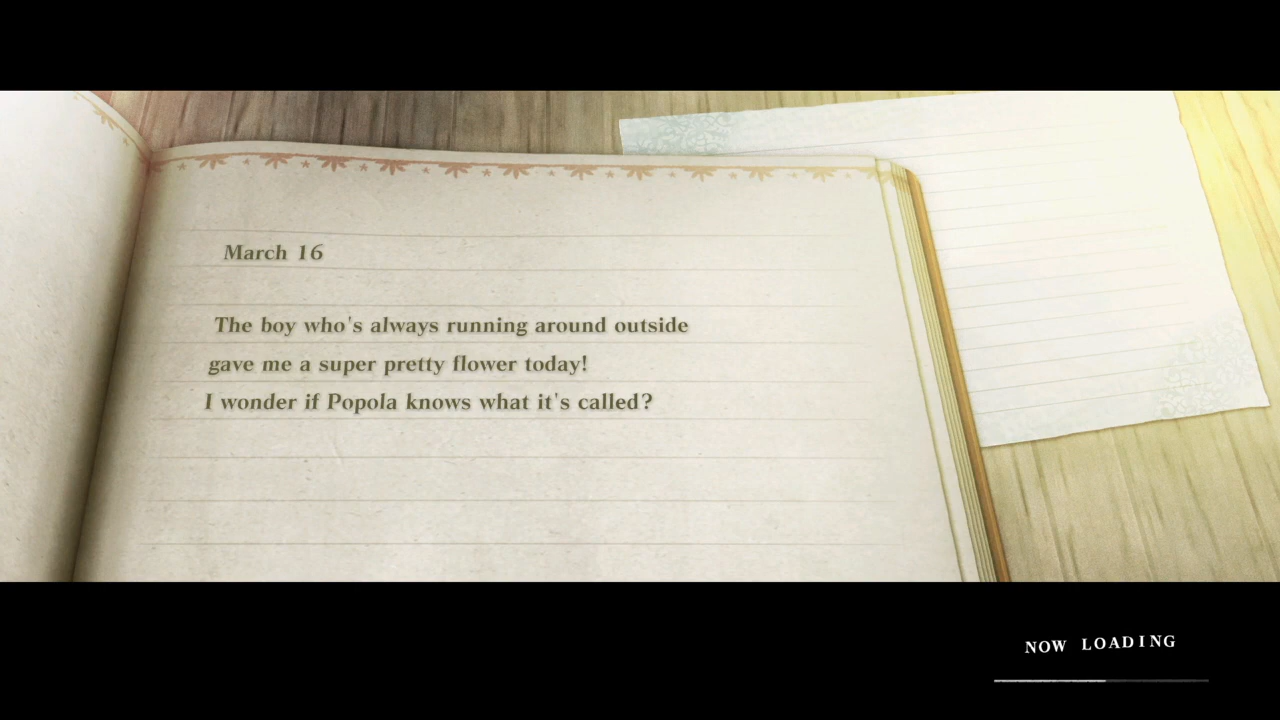 March 16
The boy who's always running around outside
gave me a super pretty flower today!
I wonder if Popola knows what it's called?
NOW LOADING